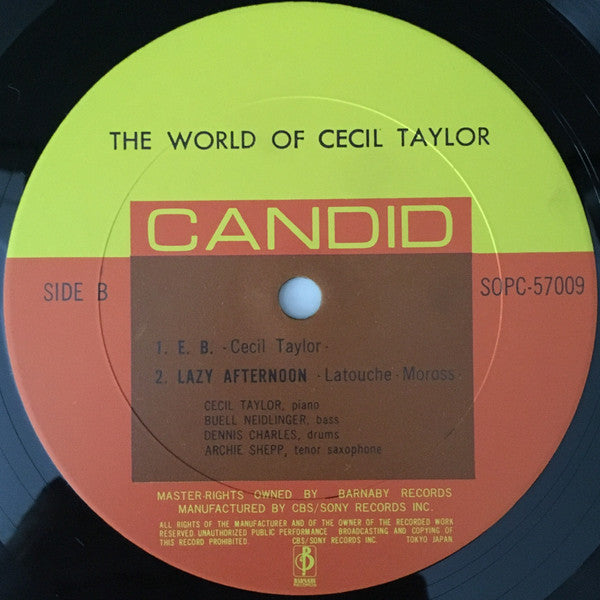 THE WORLD OF CECIL TAYLOR
CANDID
SIDE B
SOPC-57009
1. E. B. - Cecil Taylor -
2. LAZY AFTERNOON - Latouche - Moross -
CECIL TAYLOR, piano
BUELL NEIDLINGER, bass
DENNIS CHARLES, drums
ARCHIE SHEPP, tenor saxophone
MASTER-RIGHTS OWNED BY BARNABY RECORDS
MANUFACTURED BY CBS/SONY RECORDS INC.
ALL RIGHTS OF THE MANUFACTURER AND OF THE OWNER OF THE RECORDED WORK
RESERVED. UNAUTHORIZED PUBLIC PERFORMANCE BROADCASTING AND COPYING OF
THIS RECORD PROHIBITED. CBS/SONY RECORDS INC. TOKYO JAPAN
BARNABY
RECORDS